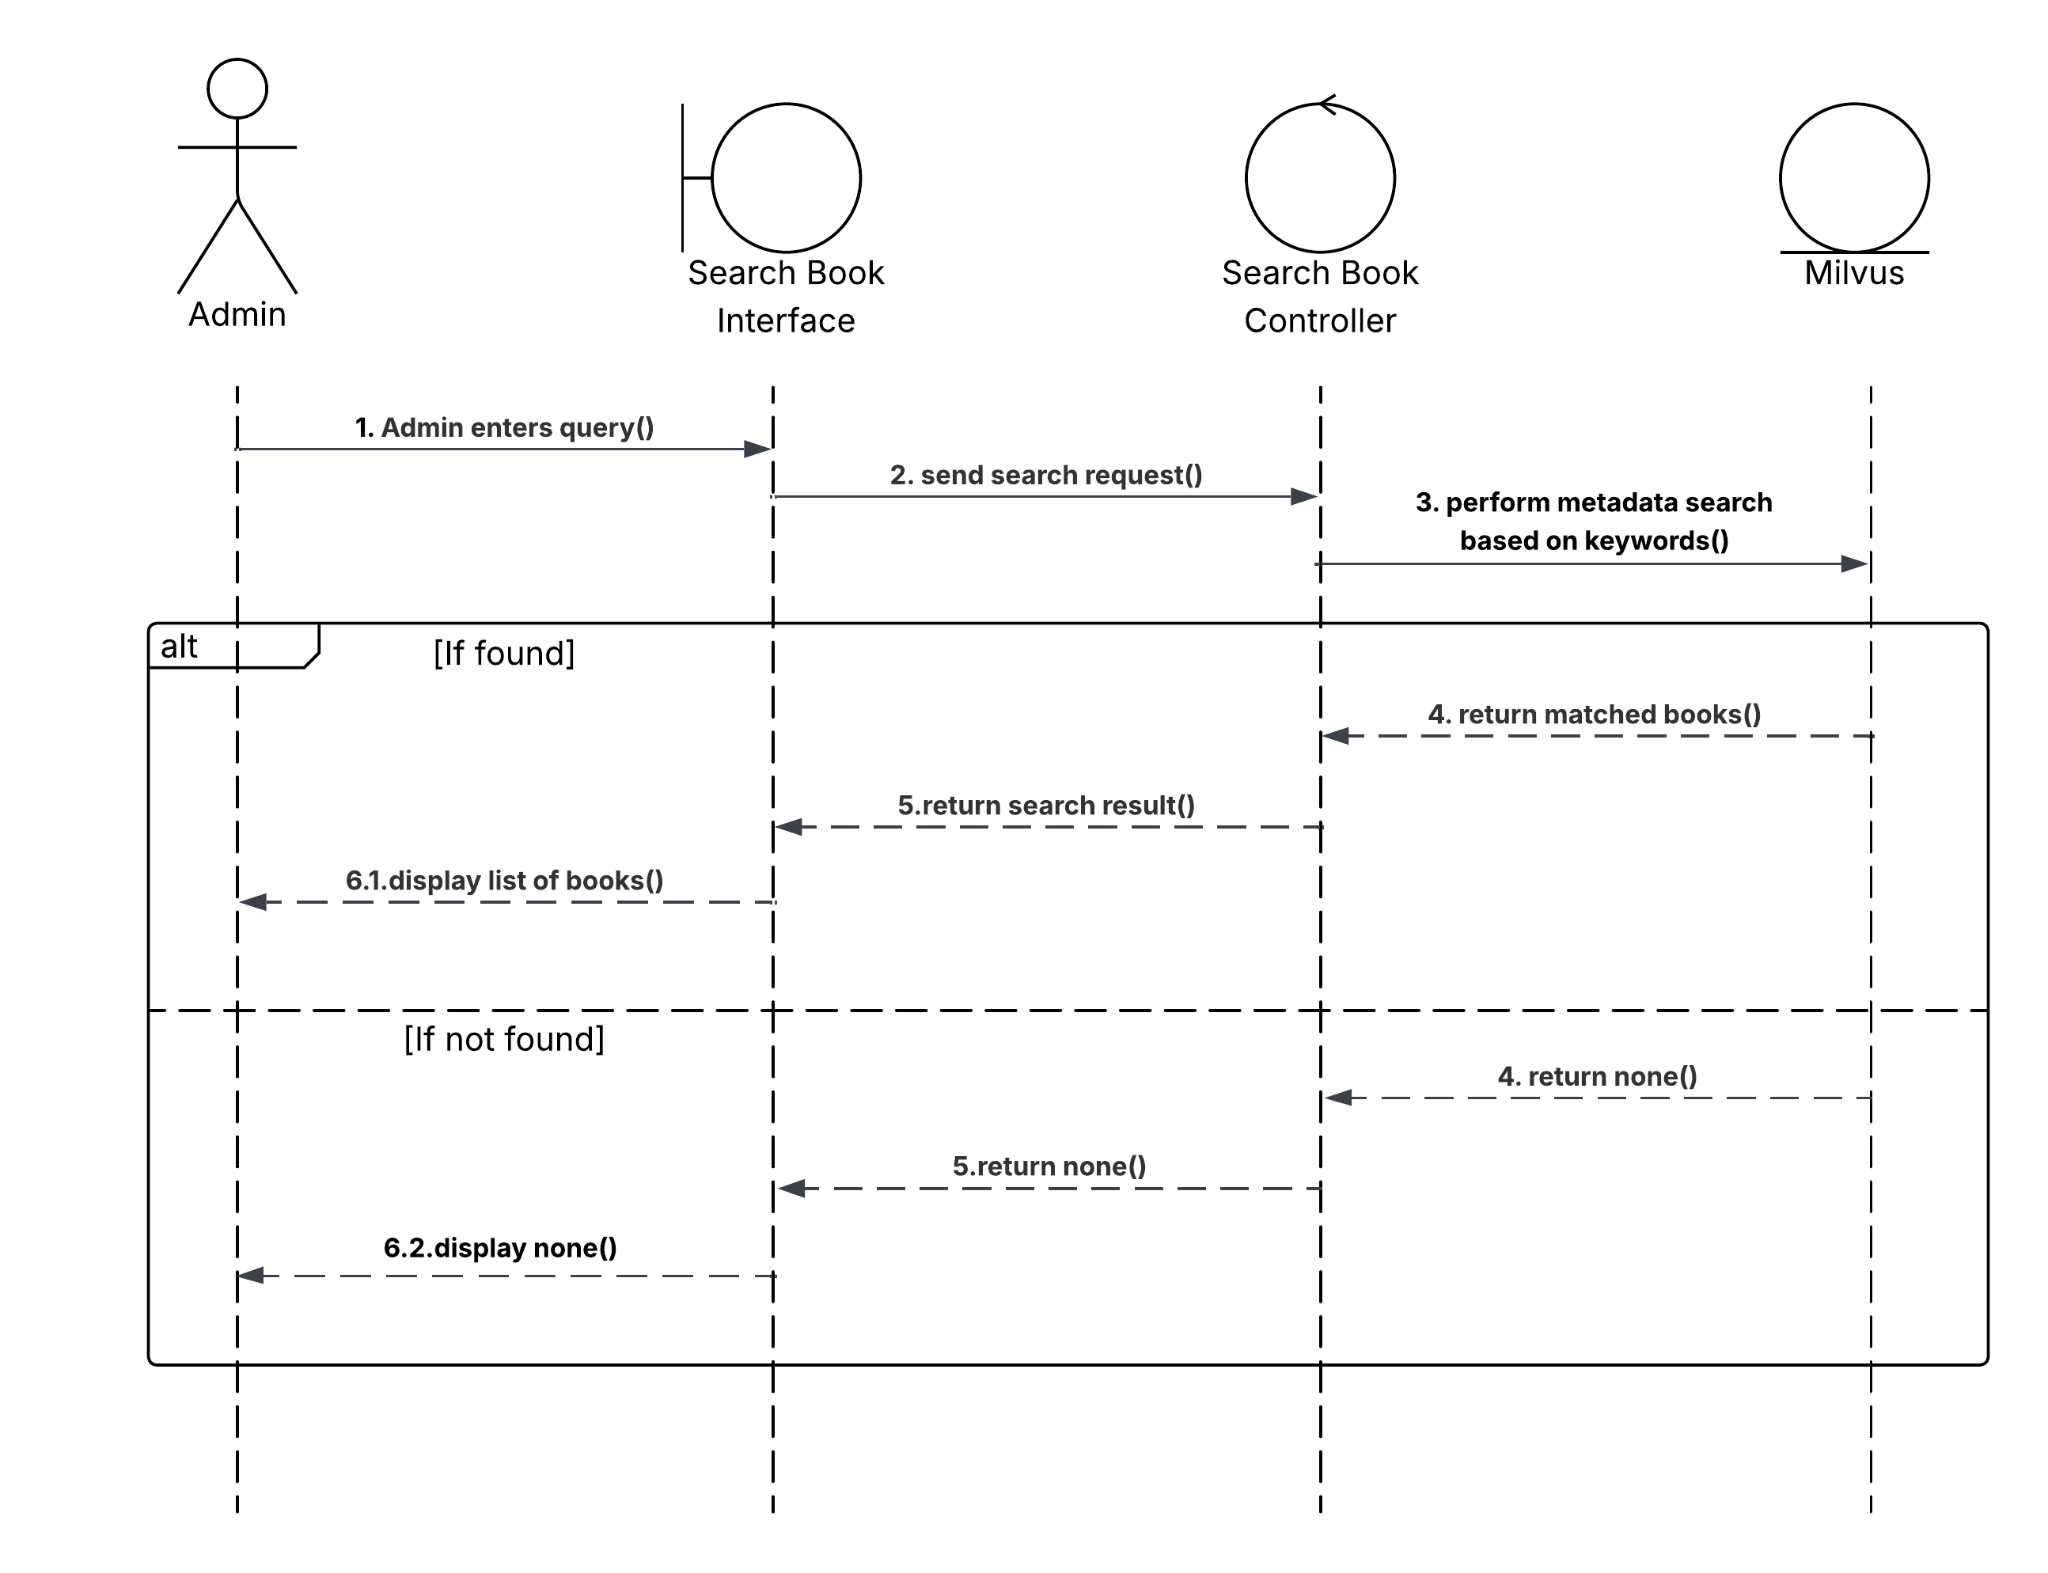 Admin
Search Book
Interface
Search Book
Controller
Milvus
1. Admin enters query()
2. send search request()
3. perform metadada search
based on keywords()
alt
[If found]
4. return matched books()
5.return search result()
6.1.display list of books()
[If not found]
4. return none()
5.return none()
6.2.display none()